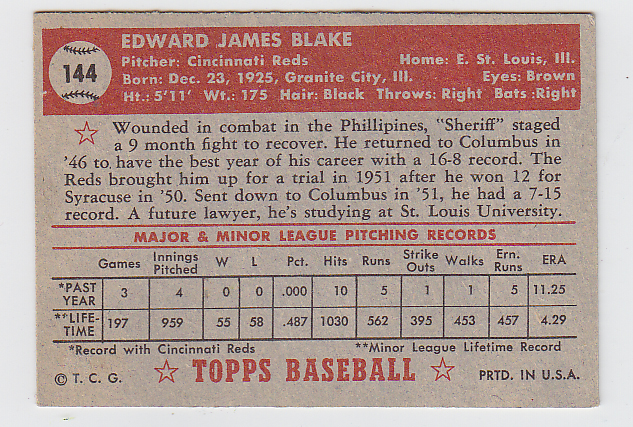 144
EDWARD JAMES BLAKE
Pitcher: Cincinnati Reds Home: E. St. Louis, Ill.
Born: Dec. 23, 1925, Granite City, Ill. Eyes: Brown
Ht.: 5'11' Wt.: 175 Hair: Black Throws: Right Bats :Right
Wounded in combat in the Phillipines, "Sheriff" staged
a 9 month fight to recover. He returned to Columbus in
'46 to have the best year of his career with a 16-8 record. The
Reds brought him up for a trial in 1951 after he won 12 for
Syracuse in '50. Sent down to Columbus in '51, he had a 7-15
record. A future lawyer, he's studying at St. Louis University.
MAJOR & MINOR LEAGUE PITCHING RECORDS
Games Innings Pitched W L Pct. Hits Runs Strike Outs Walks Ern. Runs ERA
*PAST YEAR 3 4 0 0 .000 10 5 1 1 5 11.25
**LIFE-TIME 197 959 55 58 .487 1030 562 395 453 457 4.29
*Record with Cincinnati Reds **Minor League Lifetime Record
© T. C. G. TOPPS BASEBALL PRTD. IN U.S.A.